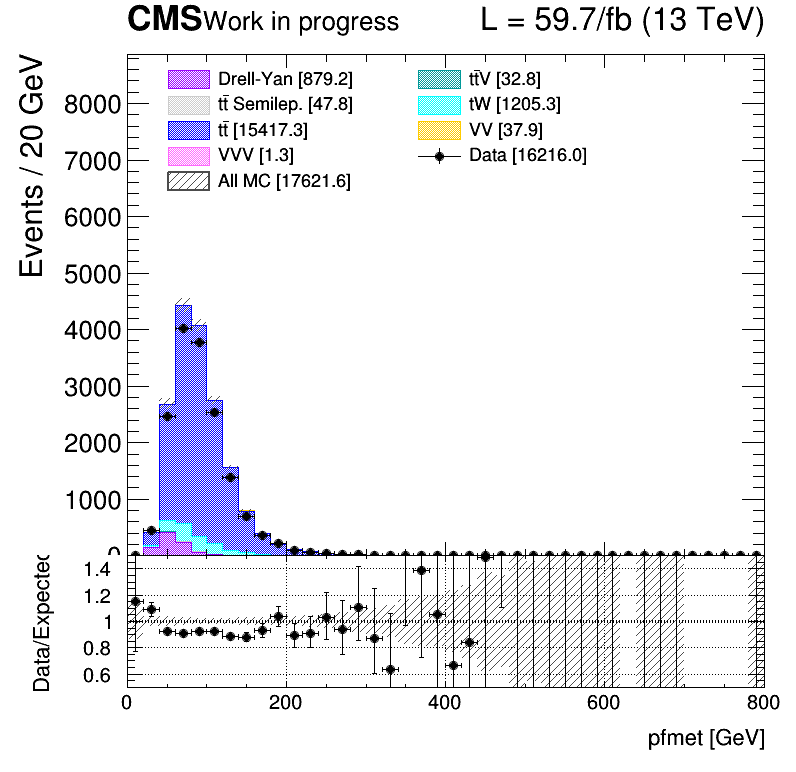 CMS Work in progress L = 59.7/fb (13 TeV)
Events / 20 GeV
Drell-Yan [879.2]
tt̄ Semilep. [47.8]
tt̄ [15417.3]
VVV [1.3]
All MC [17621.6]
tt̄V [32.8]
tW [1205.3]
VV [37.9]
Data [16216.0]
8000
7000
6000
5000
4000
3000
2000
1000
0
Data/Expected
1.4
1.2
1
0.8
0.6
0 200 400 600 800
pfmet [GeV]